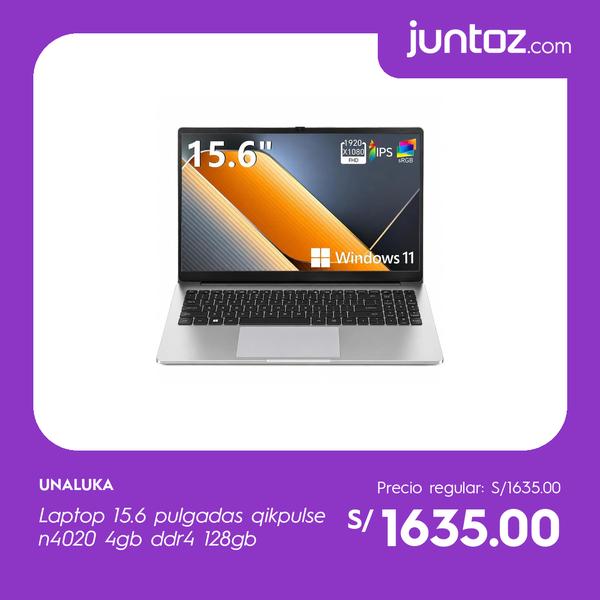 juntoz.com
15.6"
1920
X1080
FHD
IPS
sRGB
Windows 11
UNALUKA
Laptop 15.6 pulgadas qikpulse
n4020 4gb ddr4 128gb
Precio regular: S/1635.00
S/ 1635.00